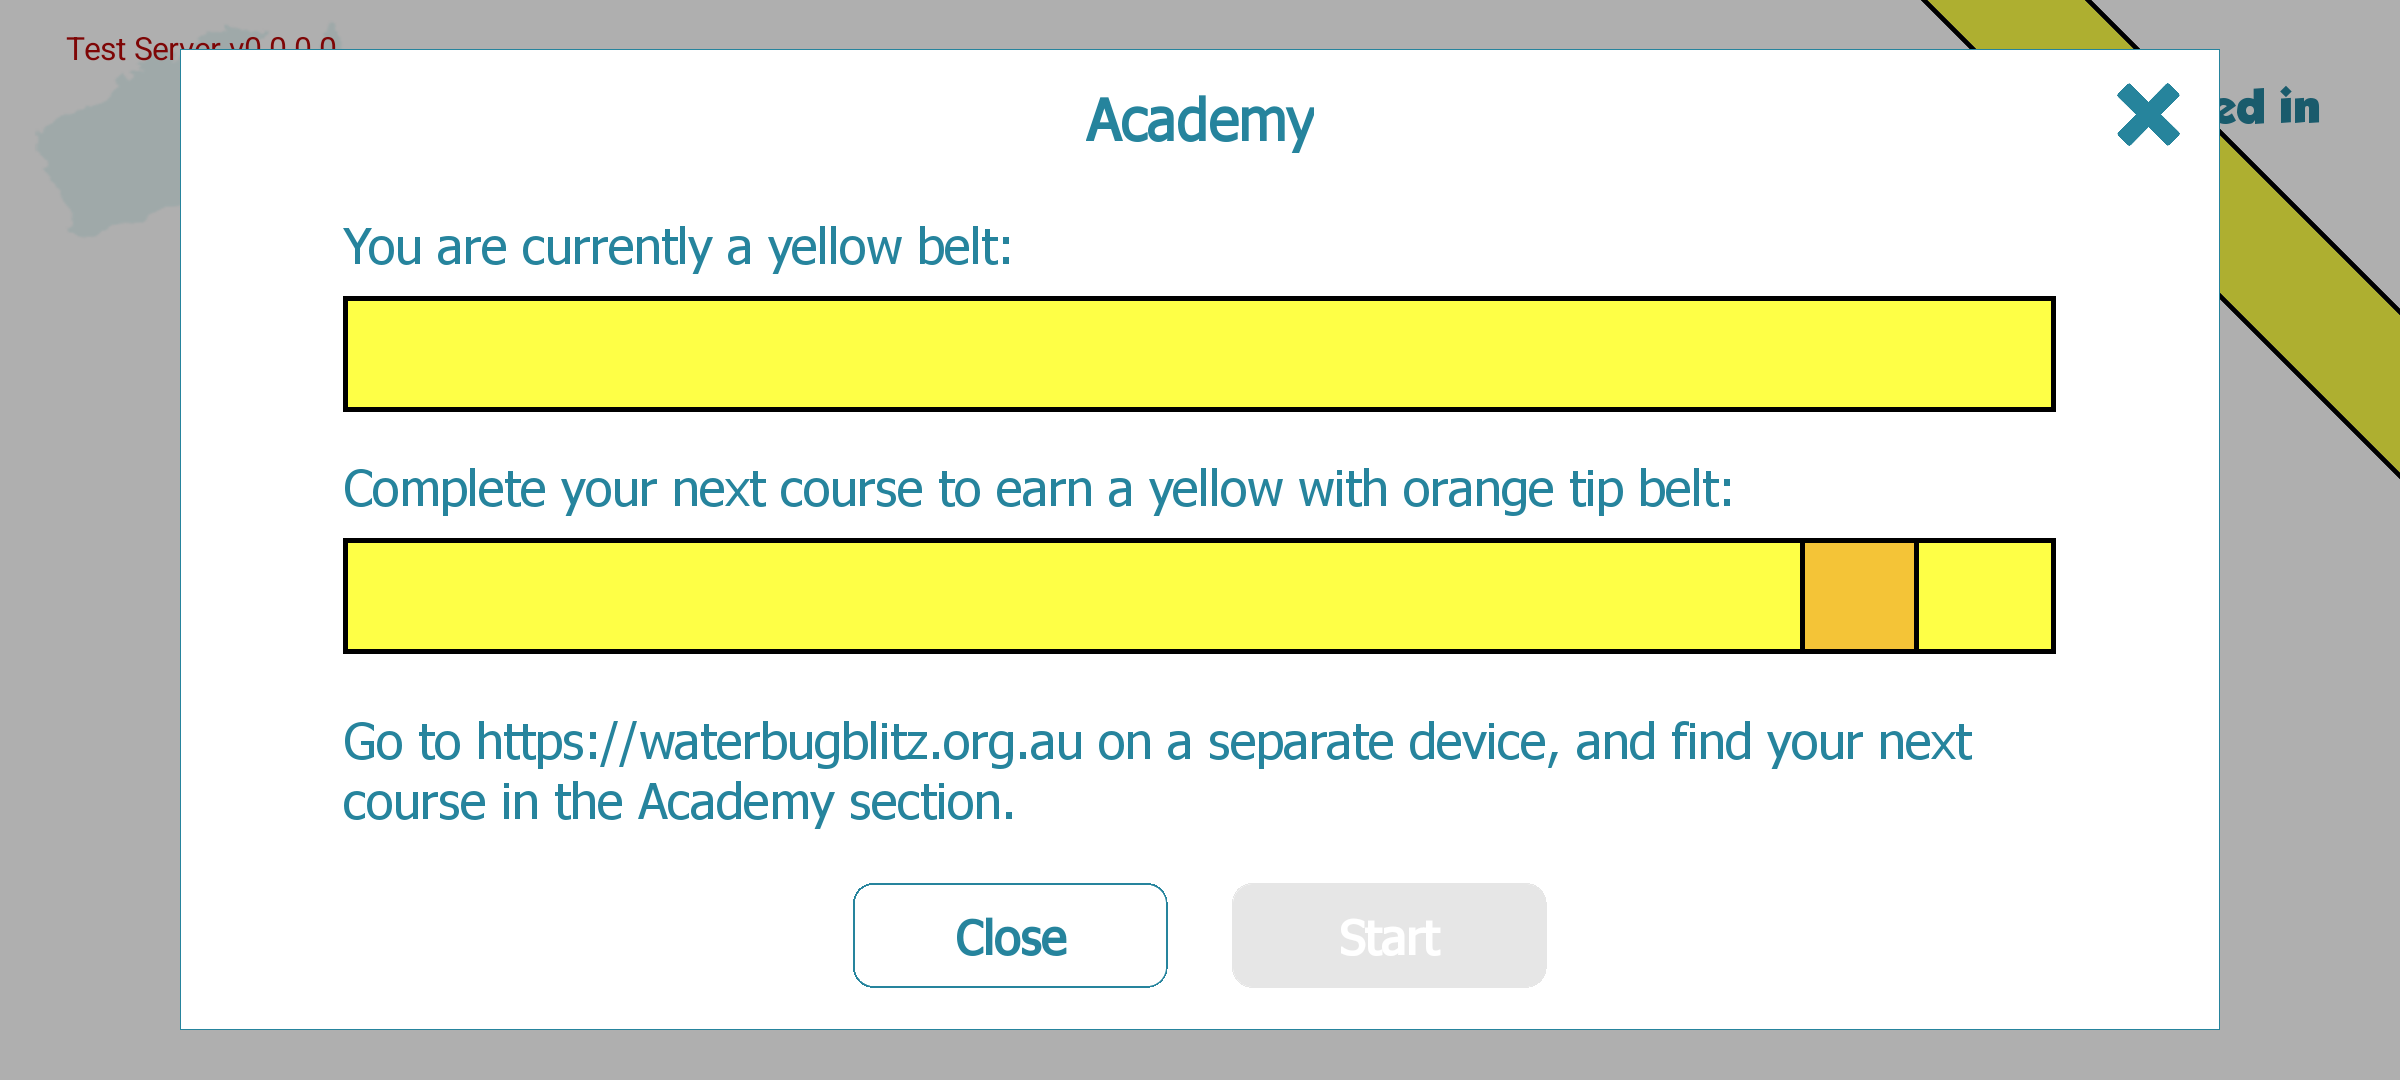 Test Server v0.0.0.0
ed in
Academy
You are currently a yellow belt:
Complete your next course to earn a yellow with orange tip belt:
Go to https://waterbugblitz.org.au on a separate device, and find your next
course in the Academy section.
Close
Start